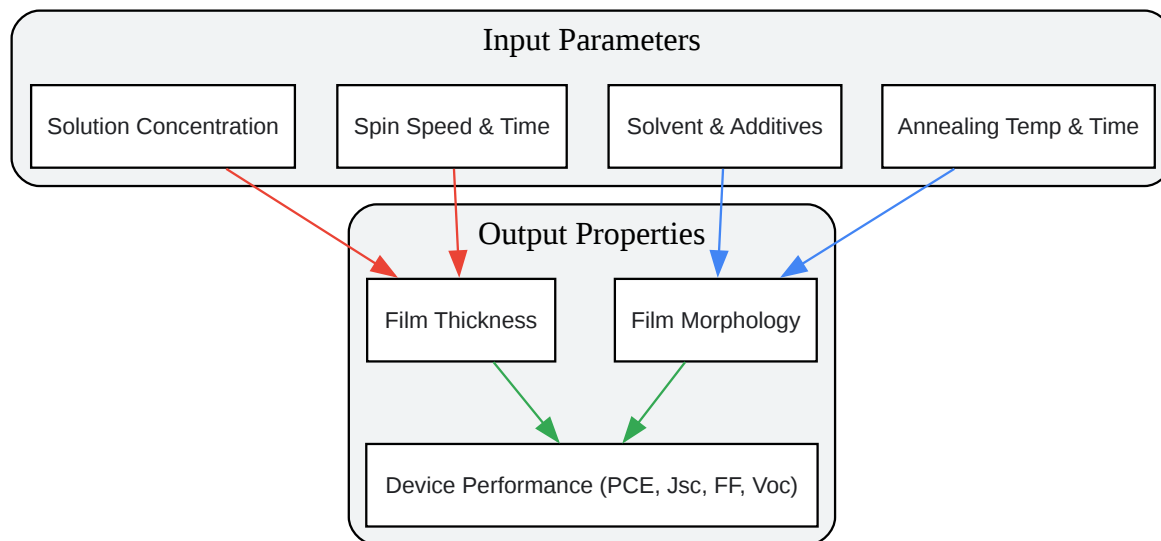 Input Parameters
Solution Concentration
Spin Speed & Time
Solvent & Additives
Annealing Temp & Time
Output Properties
Film Thickness
Film Morphology
Device Performance (PCE, Jsc, FF, Voc)